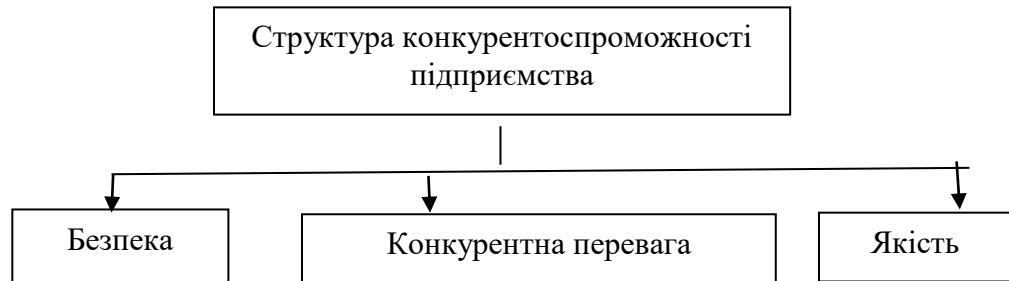 Структура конкурентоспроможності
підприємства
Безпека
Конкурентна перевага
Якість